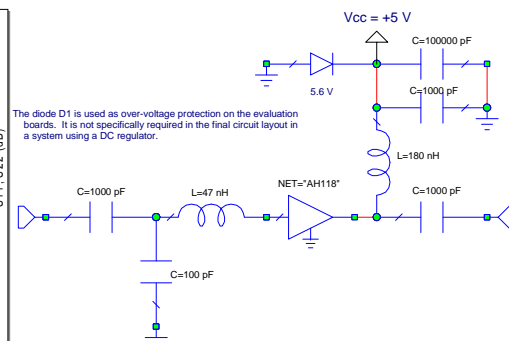 Vcc = +5 V
C=100000 pF
5.6 V
C=1000 pF
The diode D1 is used as over-voltage protection on the evaluation
boards. It is not specifically required in the final circuit layout in
a system using a DC regulator.
L=180 nH
C=1000 pF
L=47 nH
NET="AH118"
C=1000 pF
C=100 pF